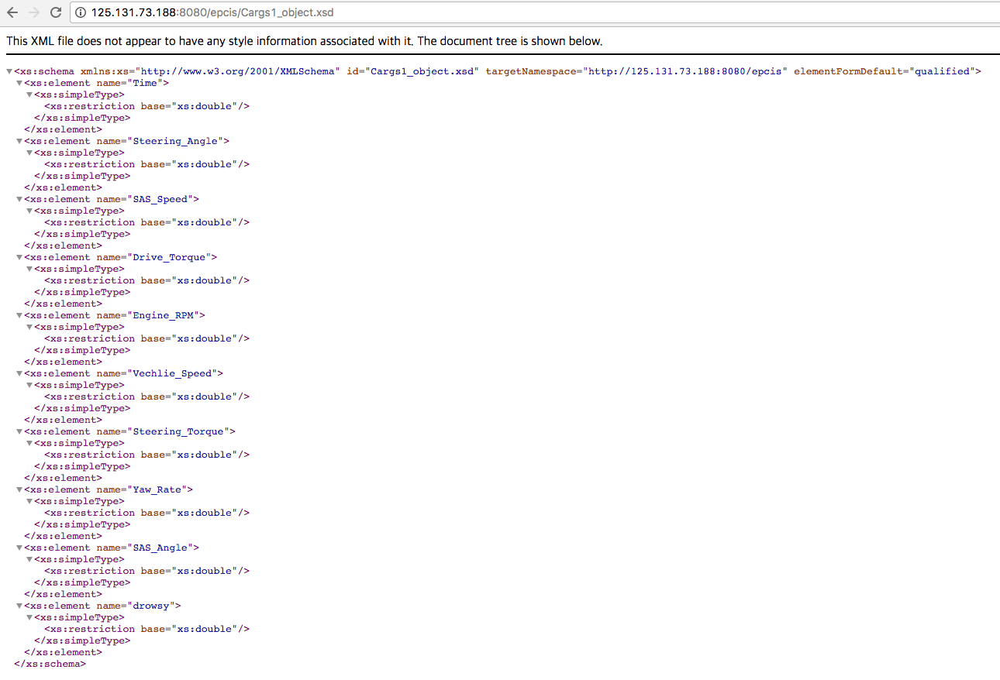 125.131.73.188:8080/epcis/Cargs1_object.xsd
This XML file does not appear to have any style information associated with it. The document tree is shown below.
<xs:schema xmlns:xs="http://www.w3.org/2001/XMLSchema" id="Cargs1_object.xsd" targetNamespace="http://125.131.73.188:8080/epcis" elementFormDefault="qualified">
<xs:element name="Time">
<xs:simpleType>
<xs:restriction base="xs:double"/>
</xs:simpleType>
</xs:element>
<xs:element name="Steering_Angle">
<xs:simpleType>
<xs:restriction base="xs:double"/>
</xs:simpleType>
</xs:element>
<xs:element name="SAS_Speed">
<xs:simpleType>
<xs:restriction base="xs:double"/>
</xs:simpleType>
</xs:element>
<xs:element name="Drive_Torque">
<xs:simpleType>
<xs:restriction base="xs:double"/>
</xs:simpleType>
</xs:element>
<xs:element name="Engine_RPM">
<xs:simpleType>
<xs:restriction base="xs:double"/>
</xs:simpleType>
</xs:element>
<xs:element name="Vechlie_Speed">
<xs:simpleType>
<xs:restriction base="xs:double"/>
</xs:simpleType>
</xs:element>
<xs:element name="Steering_Torque">
<xs:simpleType>
<xs:restriction base="xs:double"/>
</xs:simpleType>
</xs:element>
<xs:element name="Yaw_Rate">
<xs:simpleType>
<xs:restriction base="xs:double"/>
</xs:simpleType>
</xs:element>
<xs:element name="SAS_Angle">
<xs:simpleType>
<xs:restriction base="xs:double"/>
</xs:simpleType>
</xs:element>
<xs:element name="drowsy">
<xs:simpleType>
<xs:restriction base="xs:double"/>
</xs:simpleType>
</xs:element>
</xs:schema>